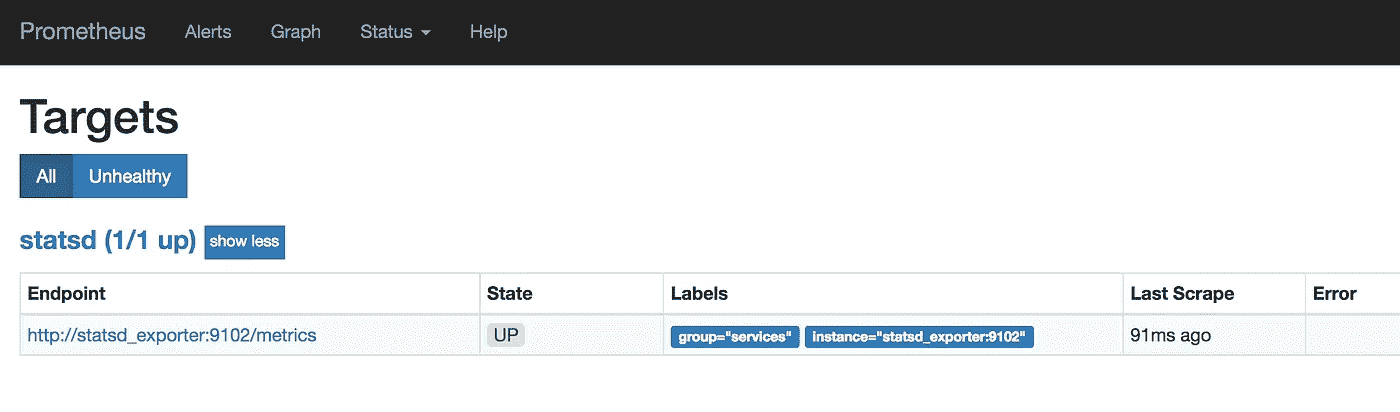 Prometheus Alerts Graph Status Help
Targets
All Unhealthy
statsd (1/1 up) show less
Endpoint State Labels Last Scrape Error
http://statsd_exporter:9102/metrics UP group="services" instance="statsd_exporter:9102" 91ms ago